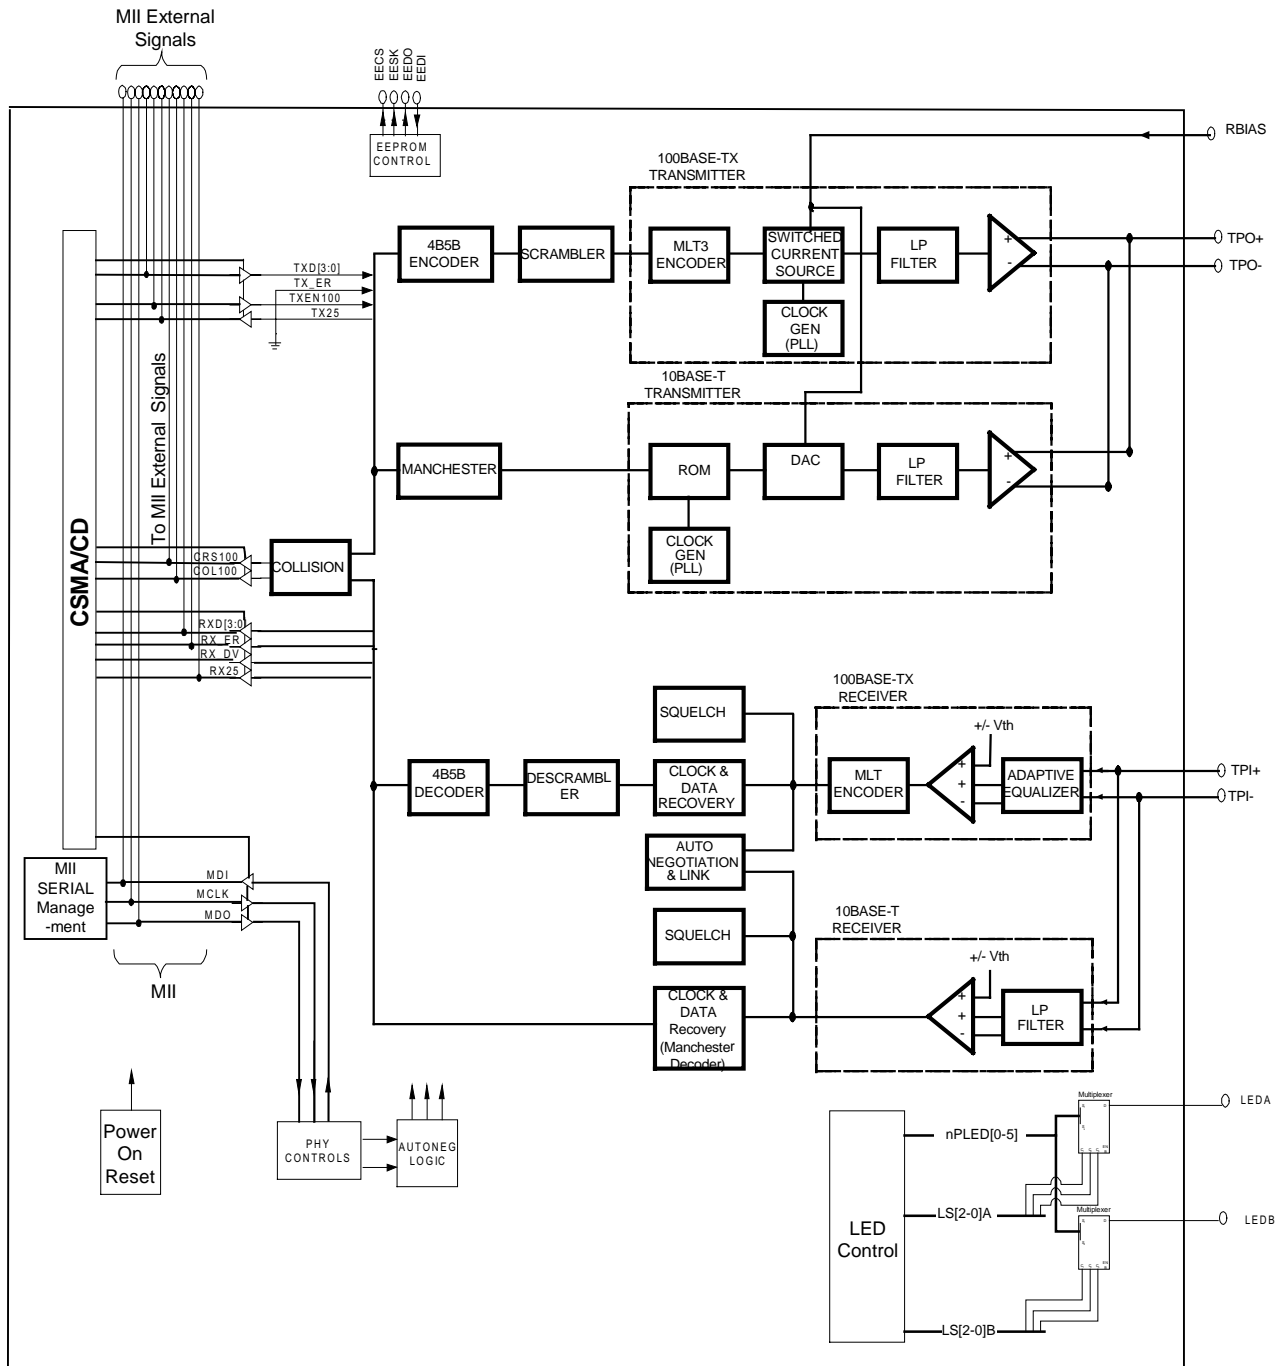 MII External
Signals
EECS
EESK
EEDO
EEDI
EEPROM
CONTROL
RBIAS
100BASE-TX
TRANSMITTER
4B5B
ENCODER
SCRAMBLER
MLT3
ENCODER
SWITCHED
CURRENT
SOURCE
LP
FILTER
+
-
TPO+
TPO-
CLOCK
GEN
(PLL)
TXD[3:0]
TX_ER
TXEN100
TX25
To MII External Signals
10BASE-T
TRANSMITTER
MANCHESTER
ROM
DAC
LP
FILTER
+
-
CLOCK
GEN
(PLL)
CSMA/CD
CRS100
COL100
COLLISION
RXD[3:0]
RX_ER
RX_DV
RX25
100BASE-TX
RECEIVER
SQUELCH
+/- Vth
4B5B
DECODER
DESCRAMBL
ER
CLOCK &
DATA
RECOVERY
MLT
ENCODER
+
+
-
ADAPTIVE
EQUALIZER
TPI+
TPI-
AUTO
NEGOTIATION
& LINK
MII
SERIAL
Manage
-ment
MDI
MCLK
MDO
MII
10BASE-T
RECEIVER
SQUELCH
+/- Vth
CLOCK &
DATA
Recovery
(Manchester
Decoder)
+
+
-
LP
FILTER
Power
On
Reset
PHY
CONTROLS
AUTONEG
LOGIC
LED
Control
nPLED[0-5]
LS[2-0]A
LS[2-0]B
Multiplexer
LEDA
Multiplexer
LEDB